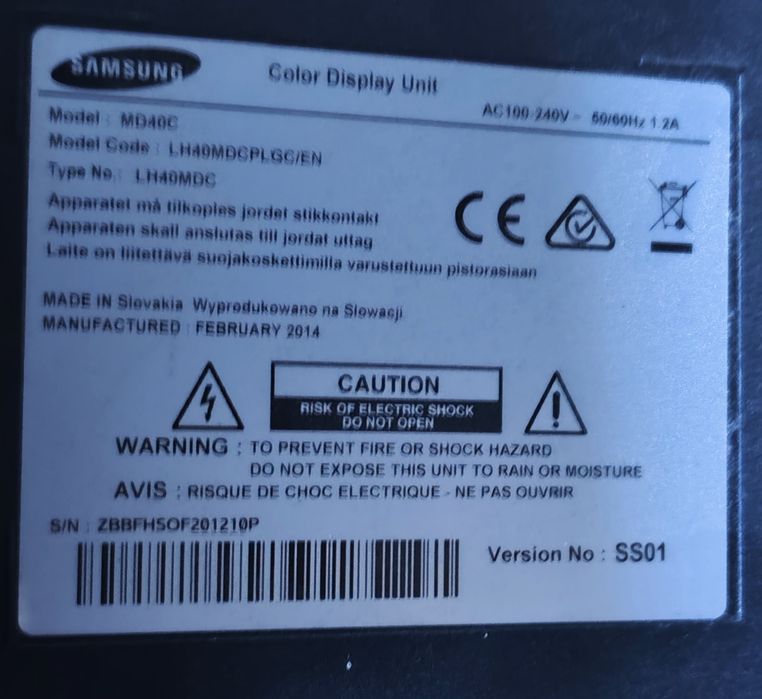 SAMSUNG
Color Display Unit
AC100-240V ~ 50/60Hz 1.2A
Model : MD40C
Model Code : LH40MDCPLGC/EN
Type No. : LH40MDC
Apparatet må tilkoples jordet stikkontakt
Apparaten skall anslutas till jordat uttag
Laite on liitettävä suojakoskettimilla varustettuun pistorasiaan
CE
MADE IN Slovakia Wyprodukowano na Słowacji
MANUFACTURED : FEBRUARY 2014
CAUTION
RISK OF ELECTRIC SHOCK
DO NOT OPEN
WARNING : TO PREVENT FIRE OR SHOCK HAZARD
DO NOT EXPOSE THIS UNIT TO RAIN OR MOISTURE
AVIS : RISQUE DE CHOC ELECTRIQUE - NE PAS OUVRIR
S/N : ZBBFHSOF201210P
Version No : SS01